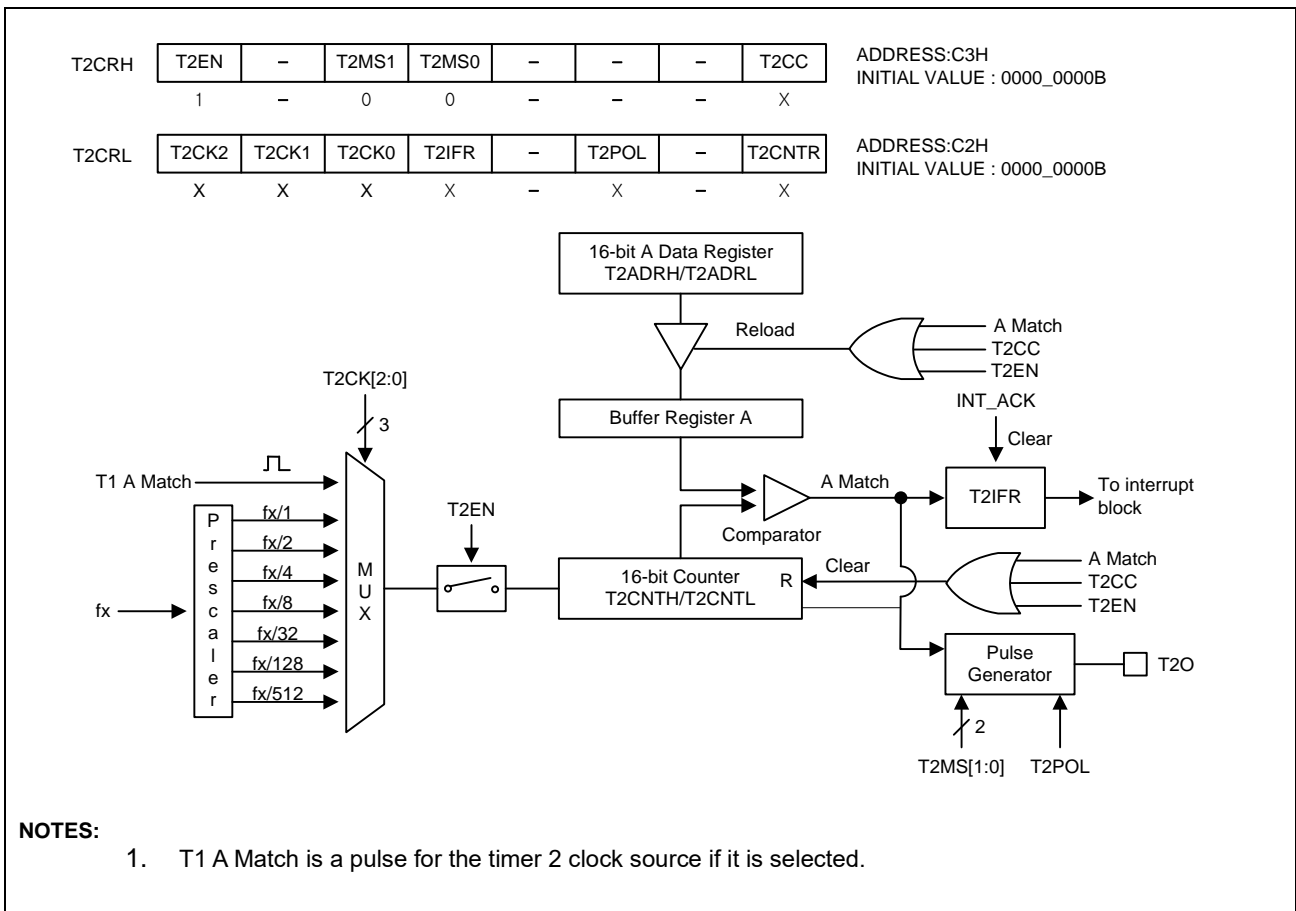 T2CRH T2EN – T2MS1 T2MS0 – – – T2CC ADDRESS:C3H
INITIAL VALUE : 0000_0000B
1 – 0 0 – – – X
T2CRL T2CK2 T2CK1 T2CK0 T2IFR – T2POL – T2CNTR ADDRESS:C2H
INITIAL VALUE : 0000_0000B
X X X X – X – X
16-bit A Data Register
T2ADRH/T2ADRL
Reload
A Match
T2CC
T2EN
T2CK[2:0]
3
Buffer Register A
INT_ACK
Clear
T1 A Match
A Match
T2IFR
To interrupt
block
Comparator
T2EN
fx
Prescaler
fx/1
fx/2
fx/4
fx/8
fx/32
fx/128
fx/512
MUX
16-bit Counter
T2CNTH/T2CNTL
R
Clear
A Match
T2CC
T2EN
Pulse
Generator
T2O
2
T2MS[1:0]
T2POL
NOTES:
1. T1 A Match is a pulse for the timer 2 clock source if it is selected.